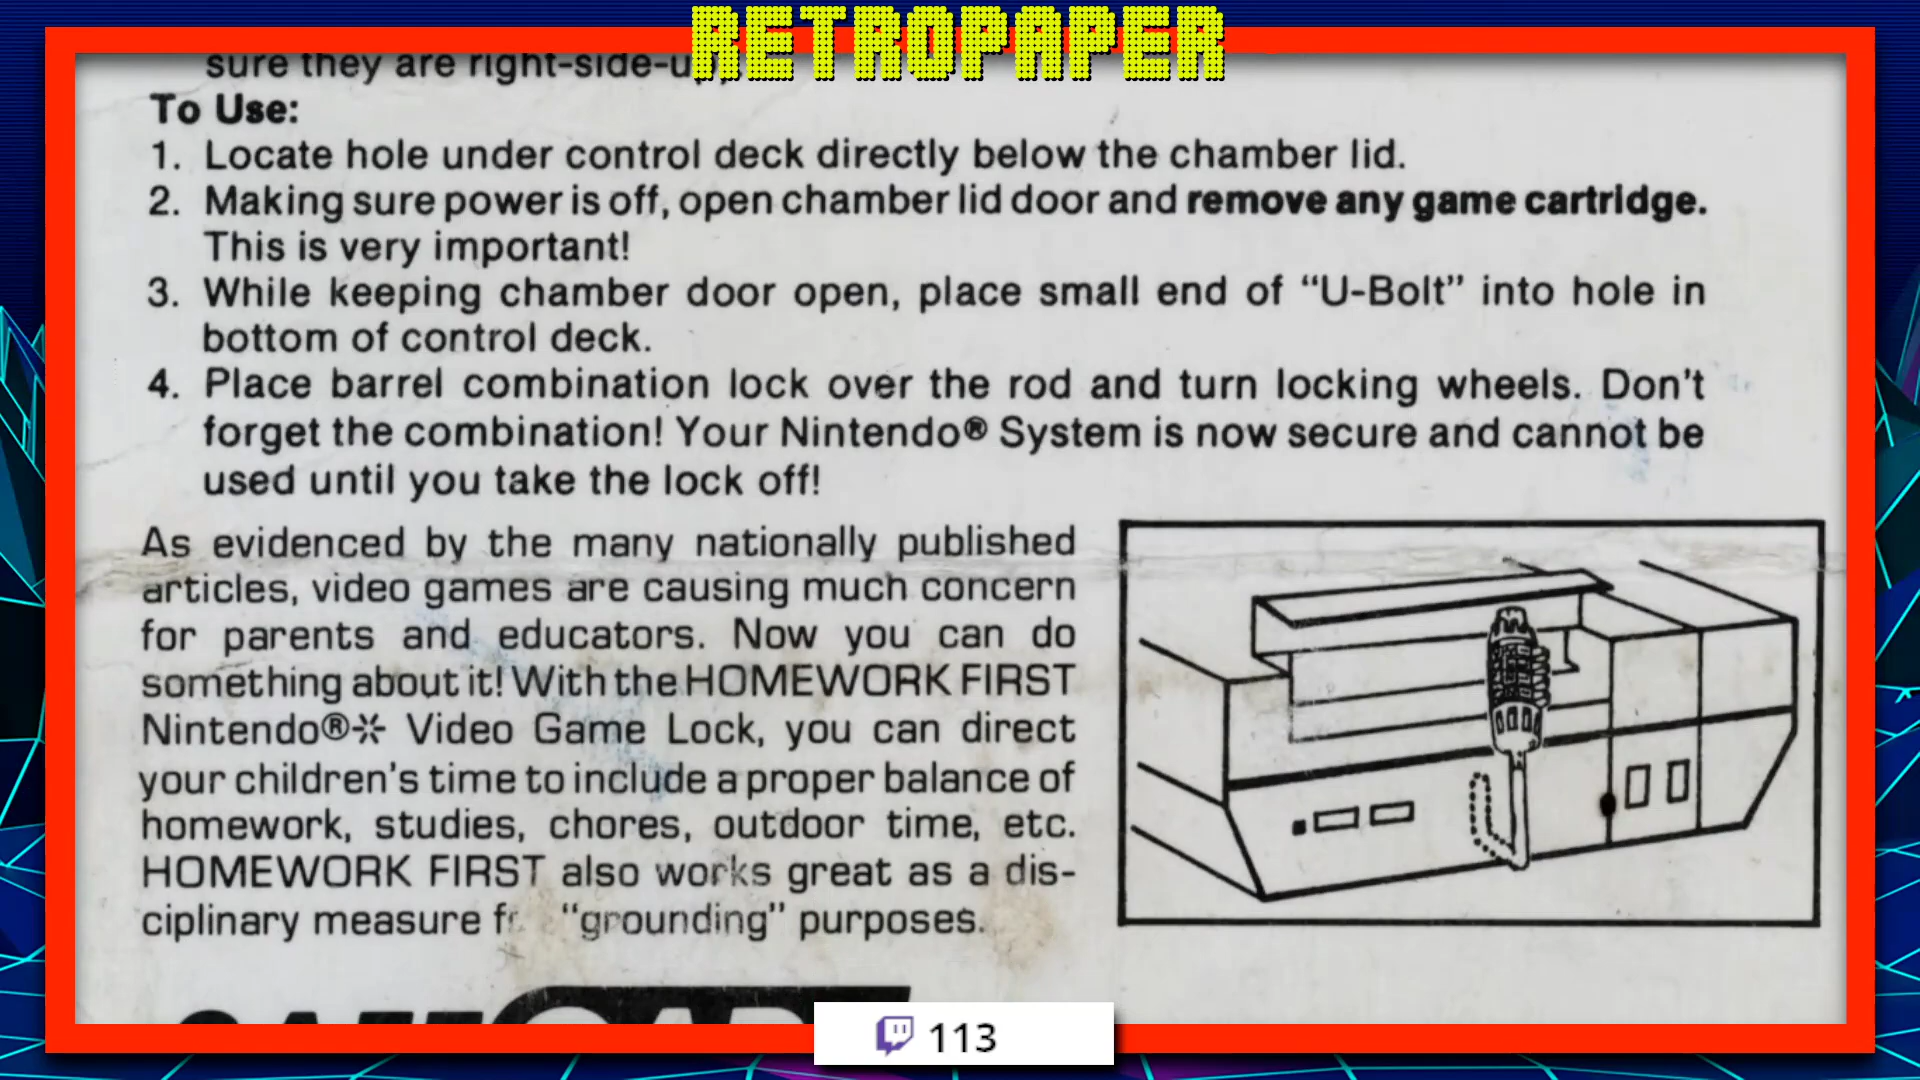 RETROPAPER
sure they are right-side-up,
To Use:
1. Locate hole under control deck directly below the chamber lid.
2. Making sure power is off, open chamber lid door and remove any game cartridge.
This is very important!
3. While keeping chamber door open, place small end of “U-Bolt” into hole in
bottom of control deck.
4. Place barrel combination lock over the rod and turn locking wheels. Don't
forget the combination! Your Nintendo® System is now secure and cannot be
used until you take the lock off!
As evidenced by the many nationally published
articles, video games are causing much concern
for parents and educators. Now you can do
something about it! With the HOMEWORK FIRST
Nintendo®* Video Game Lock, you can direct
your children's time to include a proper balance of
homework, studies, chores, outdoor time, etc.
HOMEWORK FIRST also works great as a dis-
ciplinary measure “grounding” purposes.
113